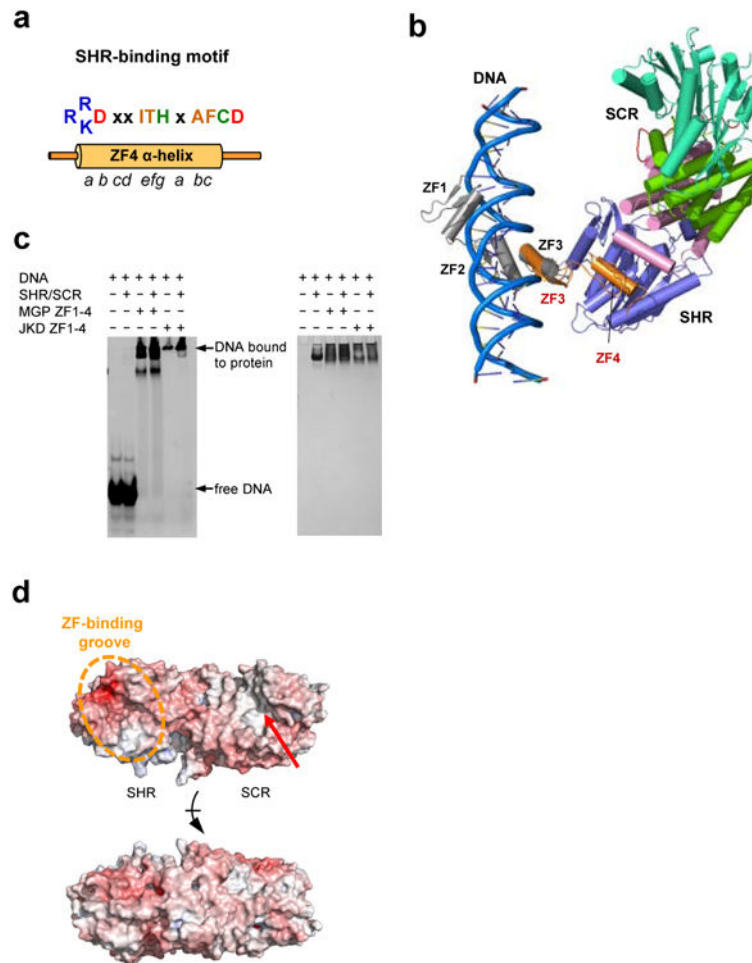 a
SHR-binding motif
R
R D xx ITH x AFCD
K
ZF4 α-helix
a b cd efg a bc
b
DNA
SCR
ZF1
ZF2
ZF3
ZF3
SHR
ZF4
c
DNA + + + + + + + + + + + +
SHR/SCR - + - + - + - + - + - +
MGP ZF1-4 - - + + - - - - + + - -
JKD ZF1-4 - - - - + + - - - - + +
DNA bound
to protein
free DNA
d
ZF-binding
groove
SHR
SCR